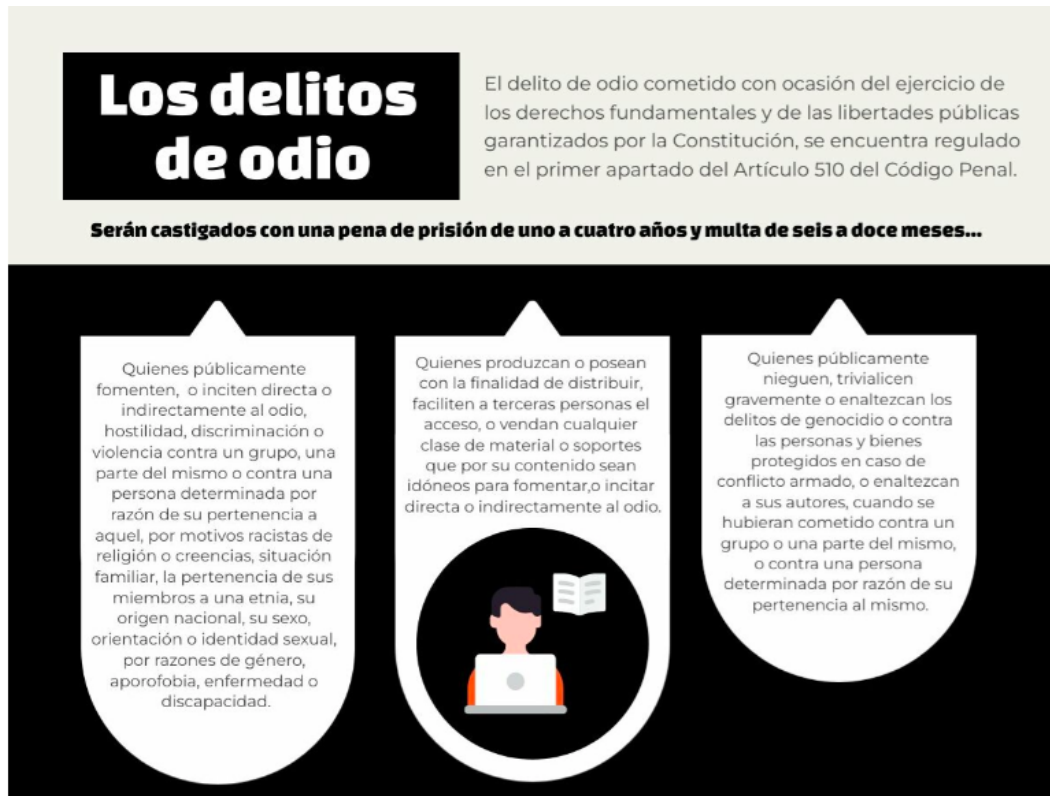 Los delitos
de odio
El delito de odio cometido con ocasión del ejercicio de
los derechos fundamentales y de las libertades públicas
garantizados por la Constitución, se encuentra regulado
en el primer apartado del Artículo 510 del Código Penal.
Serán castigados con una pena de prisión de uno a cuatro años y multa de seis a doce meses...
Quienes públicamente
fomenten, o inciten directa o
indirectamente al odio,
hostilidad, discriminación o
violencia contra un grupo, una
parte del mismo o contra una
persona determinada por
razón de su pertenencia a
aquel, por motivos racistas de
religión o creencias, situación
familiar, la pertenencia de sus
miembros a una etnia, su
origen nacional, su sexo,
orientación o identidad sexual,
por razones de género,
aporofobia, enfermedad o
discapacidad.
Quienes produzcan o posean
con la finalidad de distribuir,
faciliten a terceras personas el
acceso, o vendan cualquier
clase de material o soportes
que por su contenido sean
idóneos para fomentar,o incitar
directa o indirectamente al odio.
Quienes públicamente
nieguen, trivialicen
gravemente o enaltezcan los
delitos de genocidio o contra
las personas y bienes
protegidos en caso de
conflicto armado, o enaltezcan
a sus autores, cuando se
hubieran cometido contra un
grupo o una parte del mismo,
o contra una persona
determinada por razón de su
pertenencia al mismo.